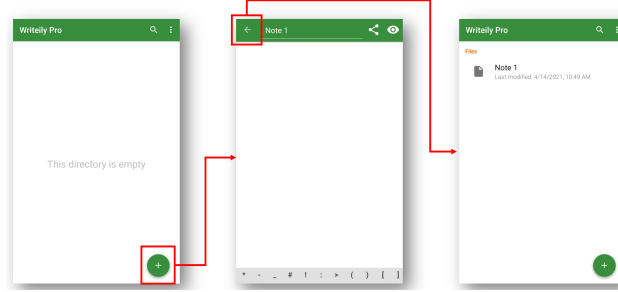 Writeily Pro
This directory is empty
+
← Note 1
* - _ # ! : > ( ) [ ]
Writeily Pro
Files
Note 1
Last modified: 4/14/2021, 10:49 AM
+